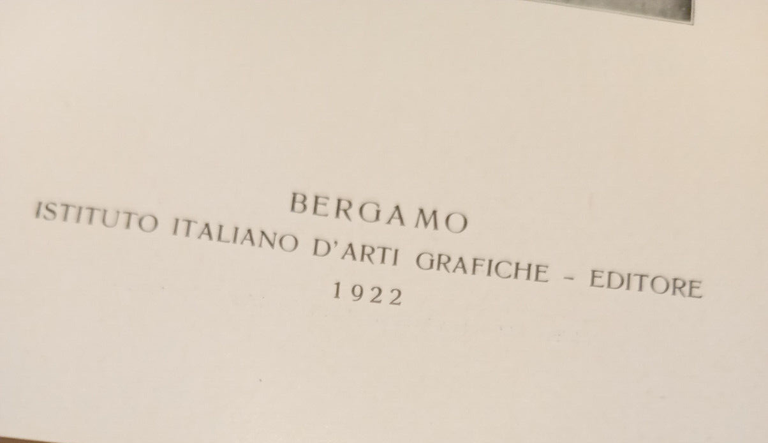 BERGAMO
ISTITUTO ITALIANO D'ARTI GRAFICHE - EDITORE
1922